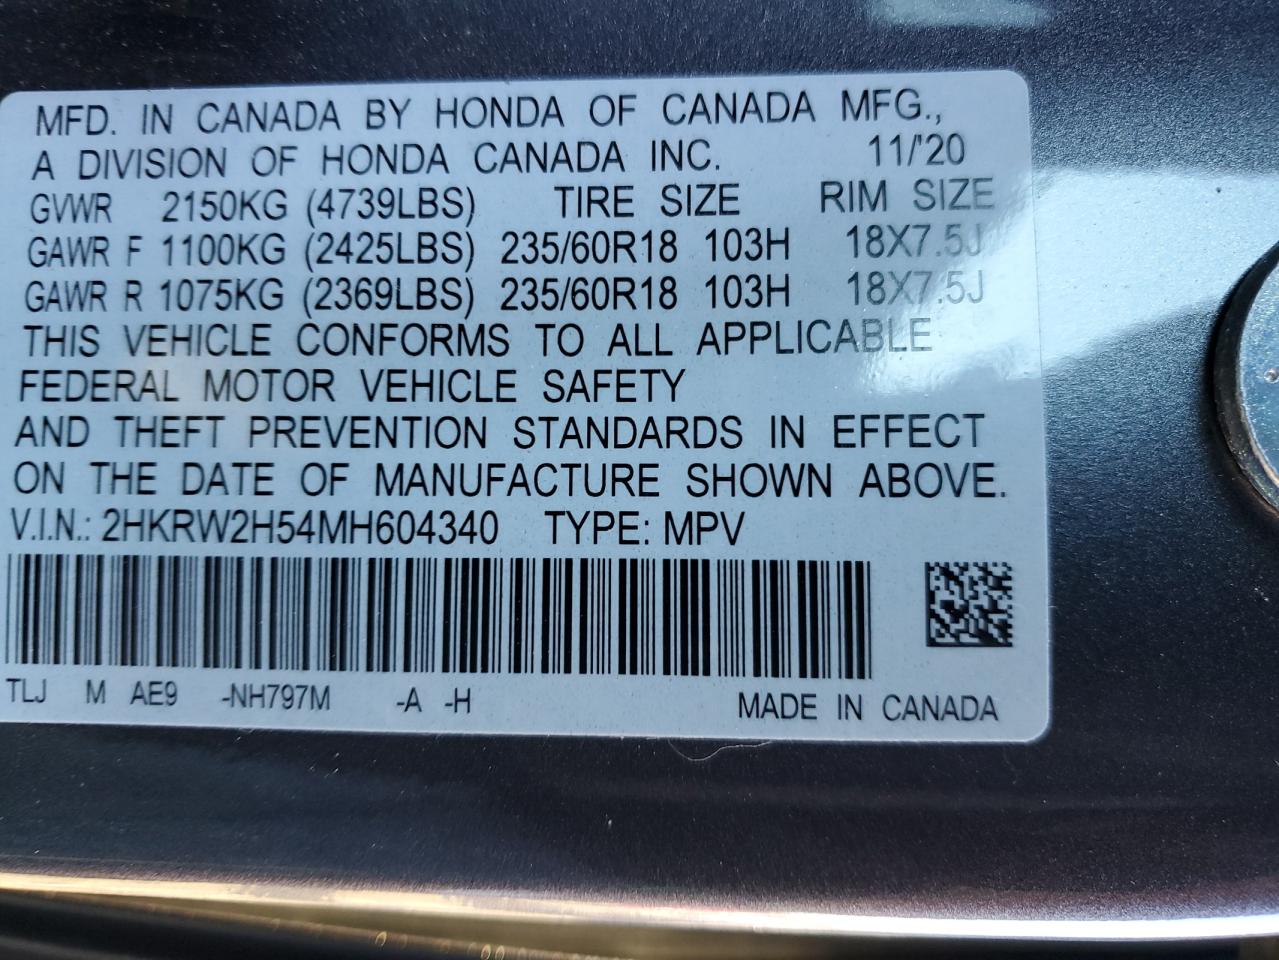 MFD. IN CANADA BY HONDA OF CANADA MFG.,
A DIVISION OF HONDA CANADA INC. 11/'20
GVWR 2150KG (4739LBS) TIRE SIZE RIM SIZE
GAWR F 1100KG (2425LBS) 235/60R18 103H 18X7.5J
GAWR R 1075KG (2369LBS) 235/60R18 103H 18X7.5J
THIS VEHICLE CONFORMS TO ALL APPLICABLE
FEDERAL MOTOR VEHICLE SAFETY
AND THEFT PREVENTION STANDARDS IN EFFECT
ON THE DATE OF MANUFACTURE SHOWN ABOVE.
V.I.N.: 2HKRW2H54MH604340 TYPE: MPV
TLJ M AE9 -NH797M -A -H MADE IN CANADA